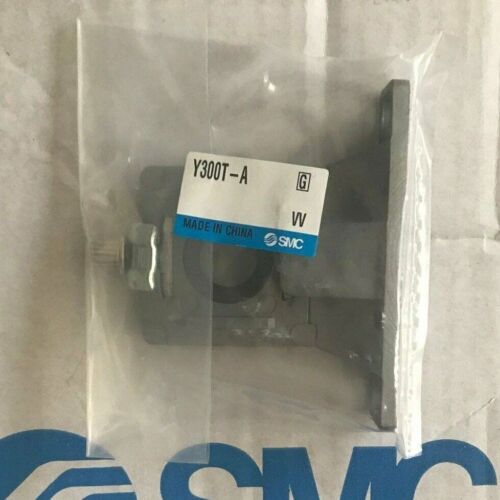 Y300T-A G
VV
MADE IN CHINA SMC
SMC